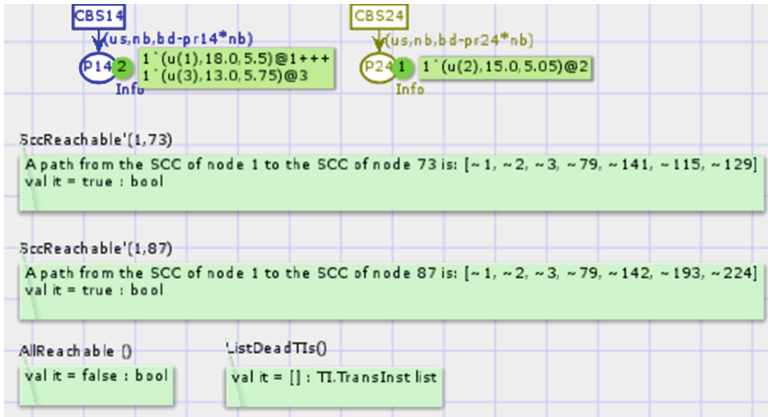 CBS14
CBS24
(us,nb,bd-pr14*nb)
(us,nb,bd-pr24*nb)
P14 2 1`(u(1),18.0,5.5)@1+++
1`(u(3),13.0,5.75)@3
P24 1 1`(u(2),15.0,5.05)@2
Info
Info
SccReachable'(1,73)
A path from the SCC of node 1 to the SCC of node 73 is: [~1, ~2, ~3, ~79, ~141, ~115, ~129]
val it = true : bool
SccReachable'(1,87)
A path from the SCC of node 1 to the SCC of node 87 is: [~1, ~2, ~3, ~79, ~142, ~193, ~224]
val it = true : bool
AllReachable ()
ListDeadTIs()
val it = false : bool
val it = [] : TI.TransInst list